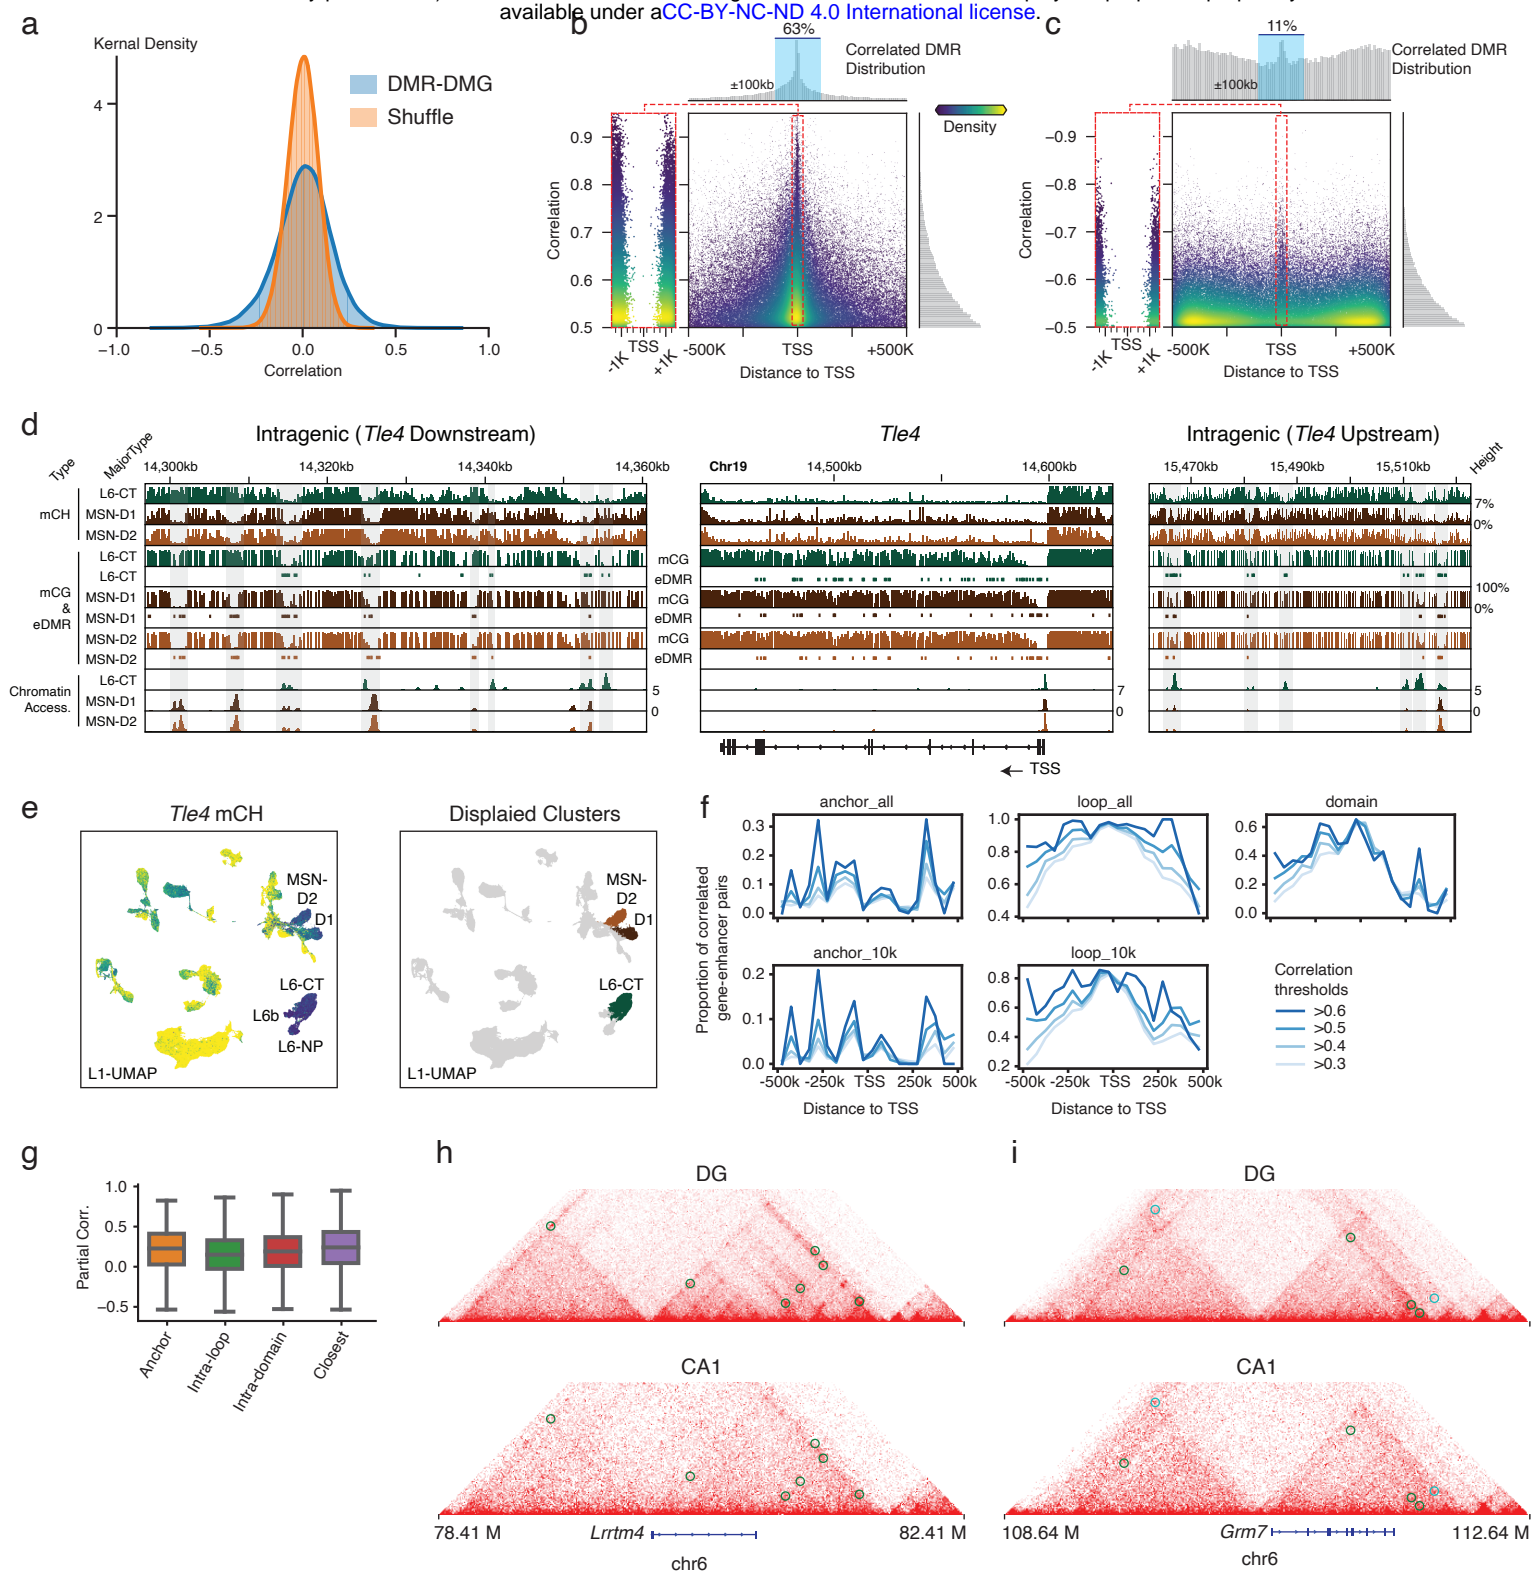 available under aCC-BY-NC-ND 4.0 International license.
a
Kernal Density
4
2
0
−1.0
−0.5
0.0
0.5
1.0
Correlation
DMR-DMG
Shuffle
b
63%
±100kb
Correlated DMR
Distribution
Density
Correlation
0.9
0.8
0.7
0.6
0.5
-1K
TSS
+1K
-500K
TSS
+500K
Distance to TSS
c
11%
±100kb
Correlated DMR
Distribution
Correlation
−0.9
−0.8
−0.7
−0.6
−0.5
-1K
TSS
+1K
-500K
TSS
+500K
Distance to TSS
d
Type
MajorType
Intragenic (Tle4 Downstream)
Tle4
Intragenic (Tle4 Upstream)
Height
14,300kb
14,320kb
14,340kb
14,360kb
Chr19
14,500kb
14,600kb
15,470kb
15,490kb
15,510kb
mCH
L6-CT
MSN-D1
MSN-D2
7%
0%
mCG
&
eDMR
L6-CT
L6-CT
MSN-D1
MSN-D1
MSN-D2
MSN-D2
mCG
eDMR
mCG
eDMR
mCG
eDMR
100%
0%
Chromatin
Access.
L6-CT
MSN-D1
MSN-D2
5
0
7
0
5
0
TSS
e
Tle4 mCH
MSN-
D2
D1
L6-CT
L6b
L6-NP
L1-UMAP
Displaied Clusters
MSN-
D2
D1
L6-CT
L1-UMAP
f
Proportion of correlated
gene-enhancer pairs
anchor_all
0.3
0.2
0.1
0.0
loop_all
1.0
0.8
0.6
0.4
domain
0.6
0.4
0.2
0.0
anchor_10k
0.2
0.1
0.0
-500k
-250k
TSS
250k
500k
Distance to TSS
loop_10k
0.8
0.6
0.4
0.2
-500k
-250k
TSS
250k
500k
Distance to TSS
Correlation
thresholds
>0.6
>0.5
>0.4
>0.3
g
Partial Corr.
1.0
0.5
0.0
−0.5
Anchor
Intra-loop
Intra-domain
Closest
h
DG
CA1
78.41 M
Lrrtm4
82.41 M
chr6
i
DG
CA1
108.64 M
Grm7
112.64 M
chr6